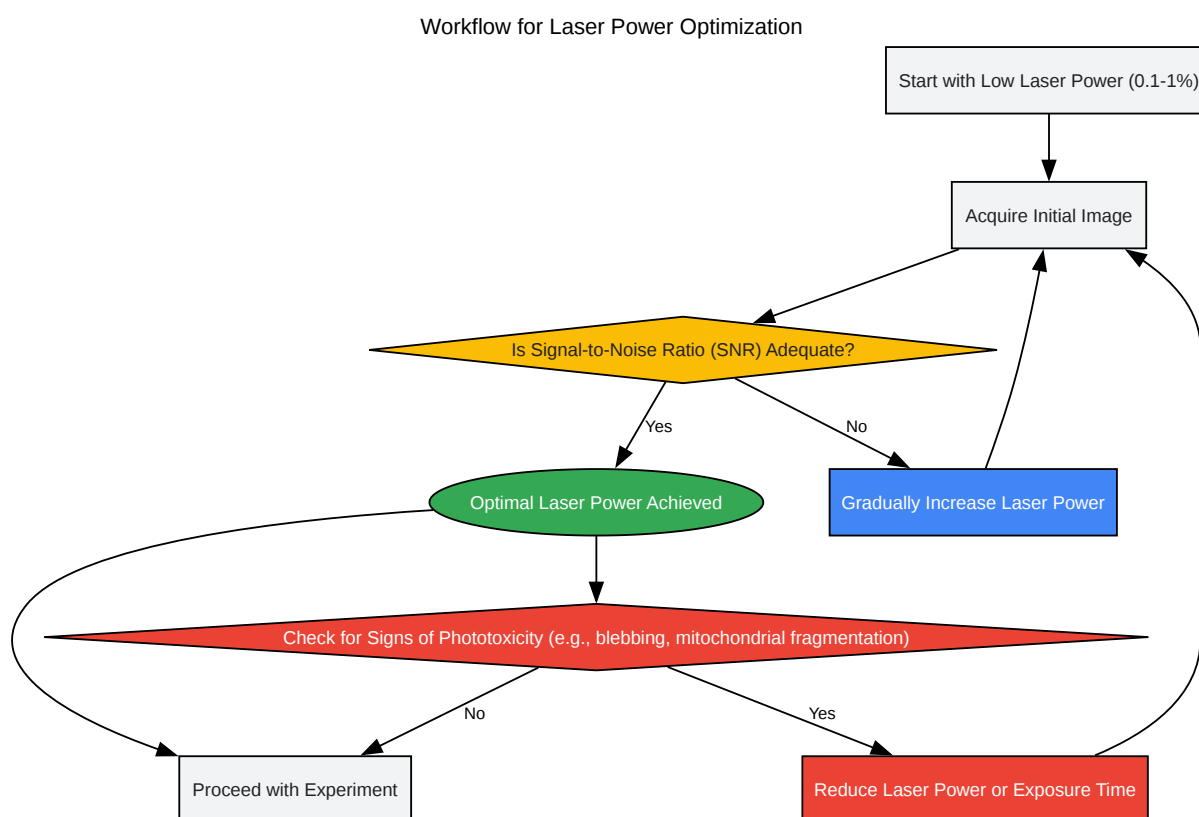 Workflow for Laser Power Optimization
Start with Low Laser Power (0.1-1%)
Acquire Initial Image
Is Signal-to-Noise Ratio (SNR) Adequate?
Yes
No
Optimal Laser Power Achieved
Gradually Increase Laser Power
Check for Signs of Phototoxicity (e.g., blebbing, mitochondrial fragmentation)
No
Yes
Proceed with Experiment
Reduce Laser Power or Exposure Time